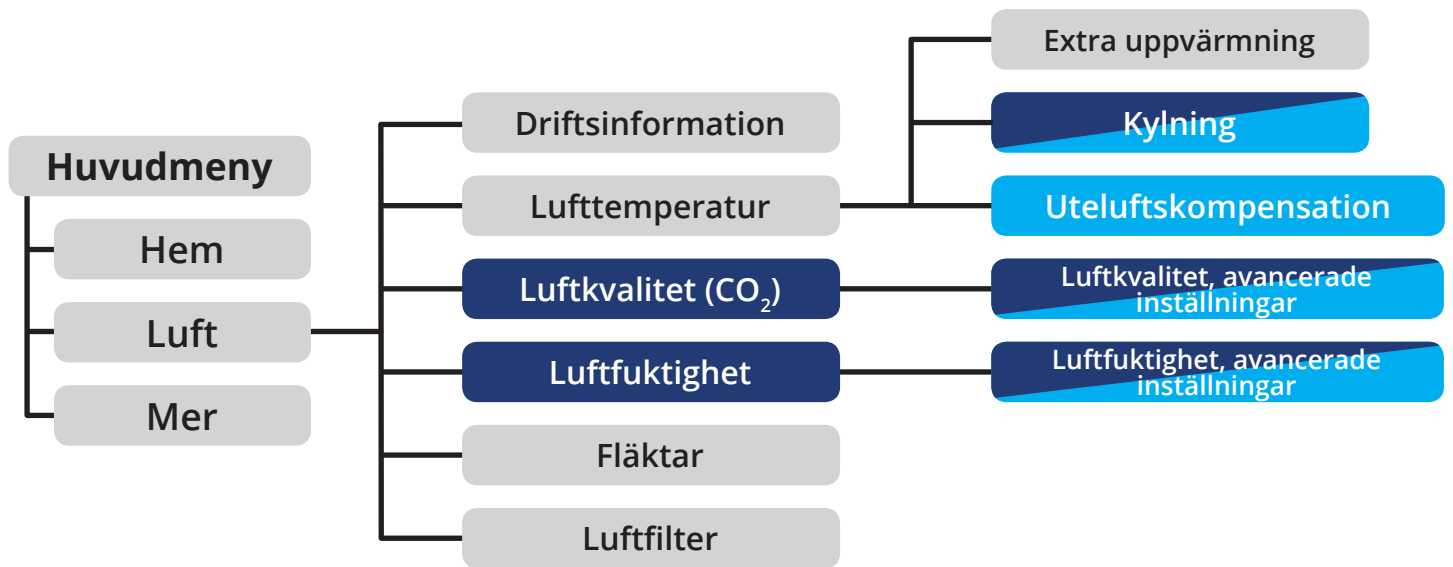 Huvudmeny
Hem
Luft
Mer
Driftsinformation
Lufttemperatur
Luftkvalitet (CO₂)
Luftfuktighet
Fläktar
Luftfilter
Extra uppvärmning
Kylning
Uteluftskompensation
Luftkvalitet, avancerade
inställningar
Luftfuktighet, avancerade
inställningar